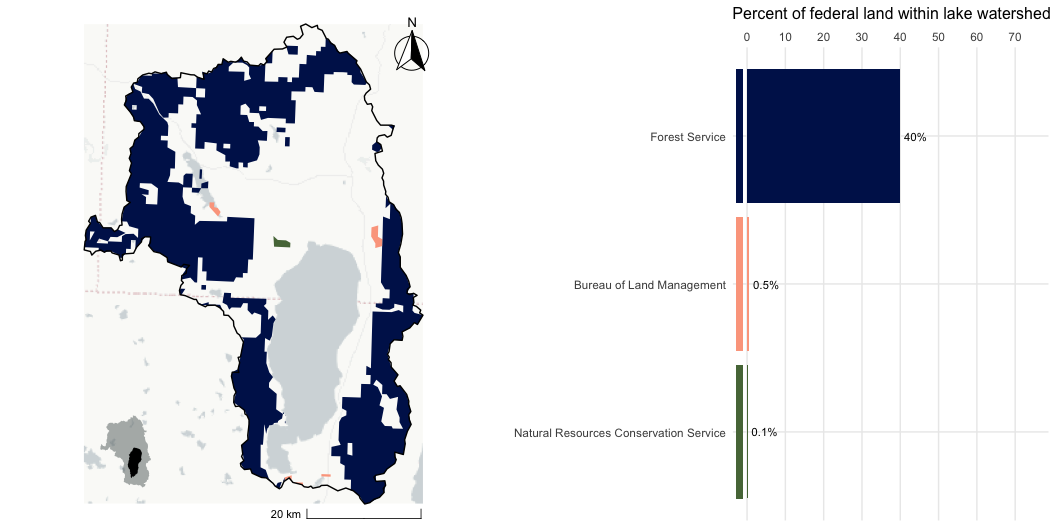 N
20 km
Percent of federal land within lake watershed
0 10 20 30 40 50 60 70
Forest Service
40%
Bureau of Land Management
0.5%
Natural Resources Conservation Service
0.1%